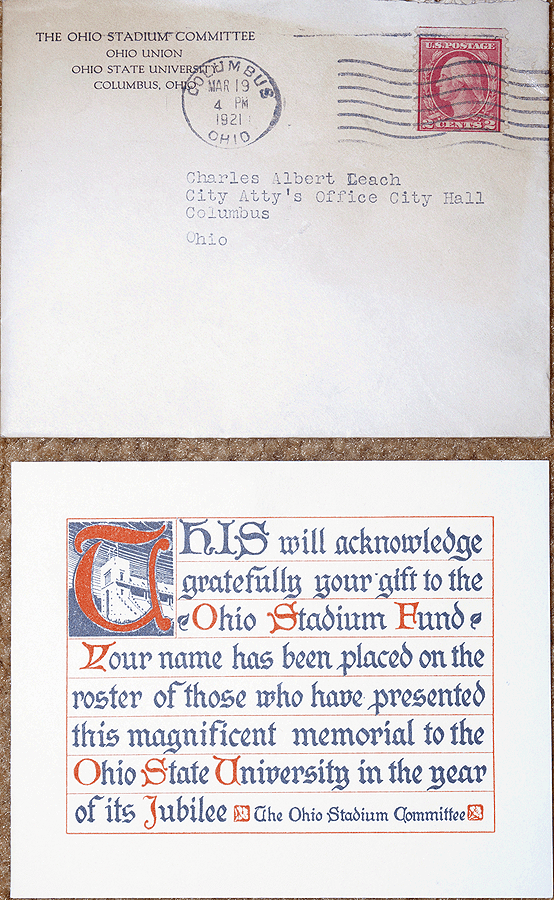 THE OHIO STADIUM COMMITTEE
OHIO UNION
OHIO STATE UNIVERSITY
COLUMBUS, OHIO
COLUMBUS
MAR 19
4 PM
1921
OHIO
U.S. POSTAGE
2 CENTS 2
Charles Albert Leach
City Atty's Office City Hall
Columbus
Ohio
THIS will acknowledge
gratefully your gift to the
Ohio Stadium Fund
Your name has been placed on the
roster of those who have presented
this magnificent memorial to the
Ohio State University in the year
of its Jubilee The Ohio Stadium Committee